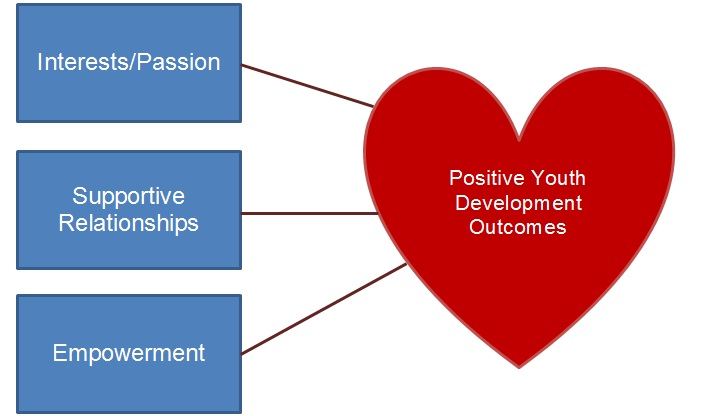 Interests/Passion
Supportive
Relationships
Empowerment
Positive Youth
Development
Outcomes